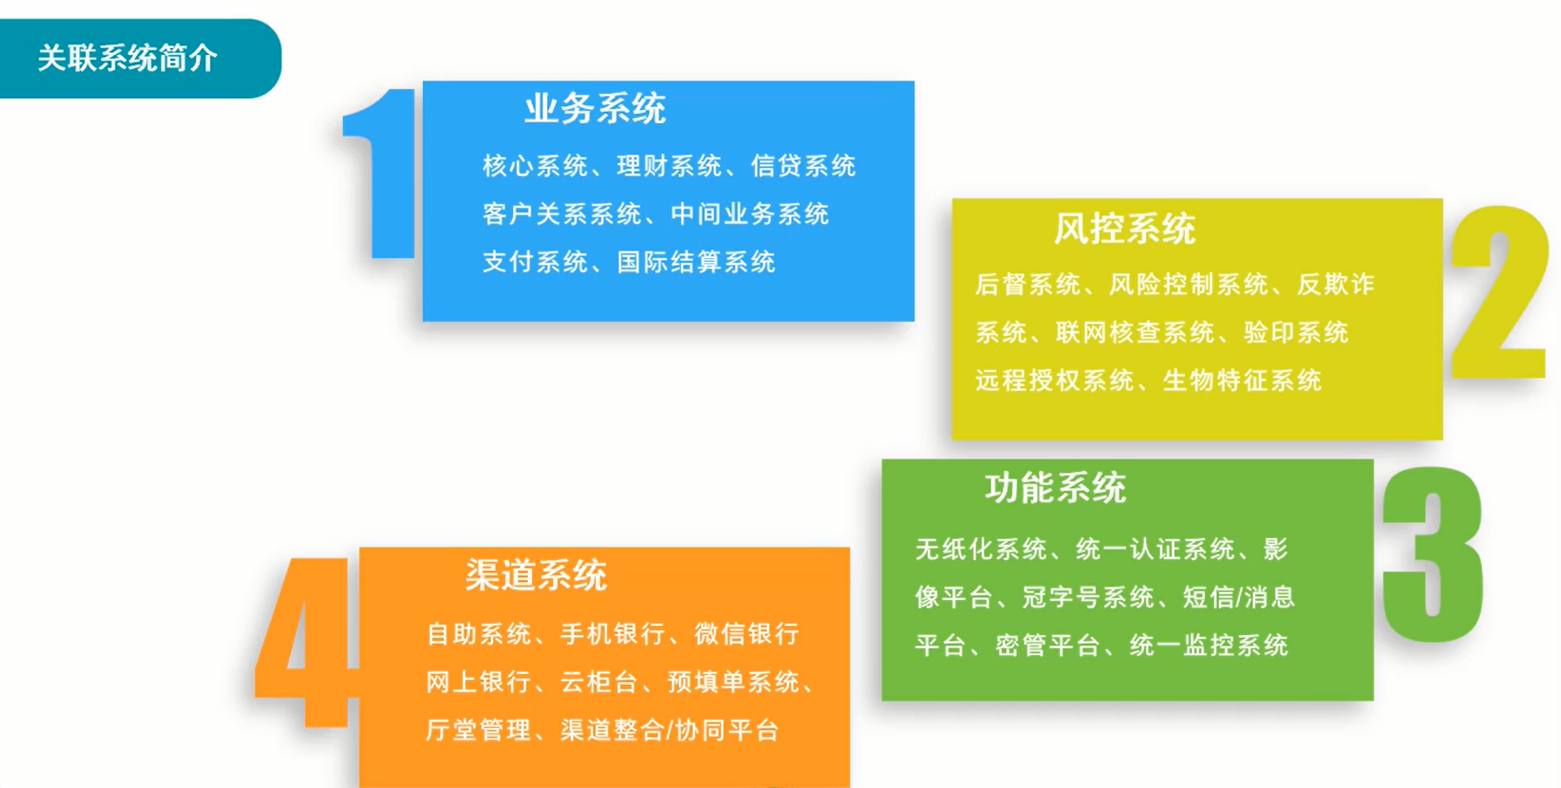 关联系统简介
1
业务系统
核心系统、理财系统、信贷系统
客户关系系统、中间业务系统
支付系统、国际结算系统
2
风控系统
后督系统、风险控制系统、反欺诈
系统、联网核查系统、验印系统
远程授权系统、生物特征系统
3
功能系统
无纸化系统、统一认证系统、影
像平台、冠字号系统、短信/消息
平台、密管平台、统一监控系统
4
渠道系统
自助系统、手机银行、微信银行
网上银行、云柜台、预填单系统、
厅堂管理、渠道整合/协同平台